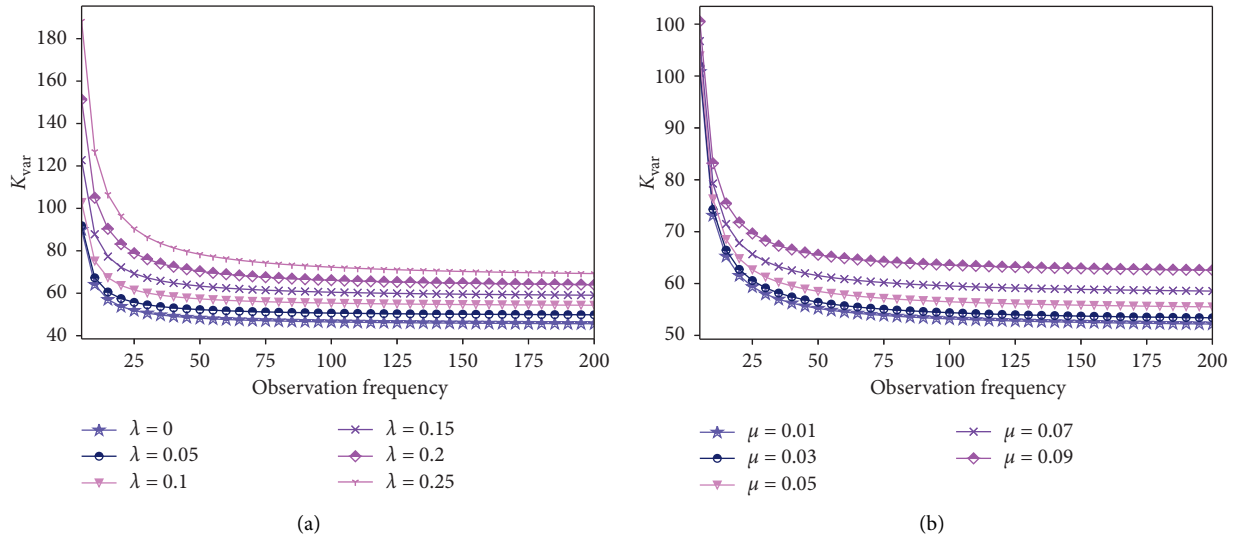 180
160
140
120
100
80
60
40
K_var
25 50 75 100 125 150 175 200
Observation frequency
λ = 0
λ = 0.05
λ = 0.1
λ = 0.15
λ = 0.2
λ = 0.25
(a)
100
100
80
70
60
50
K_var
25 50 75 100 125 150 175 200
Observation frequency
μ = 0.01
μ = 0.03
μ = 0.05
μ = 0.07
μ = 0.09
(b)